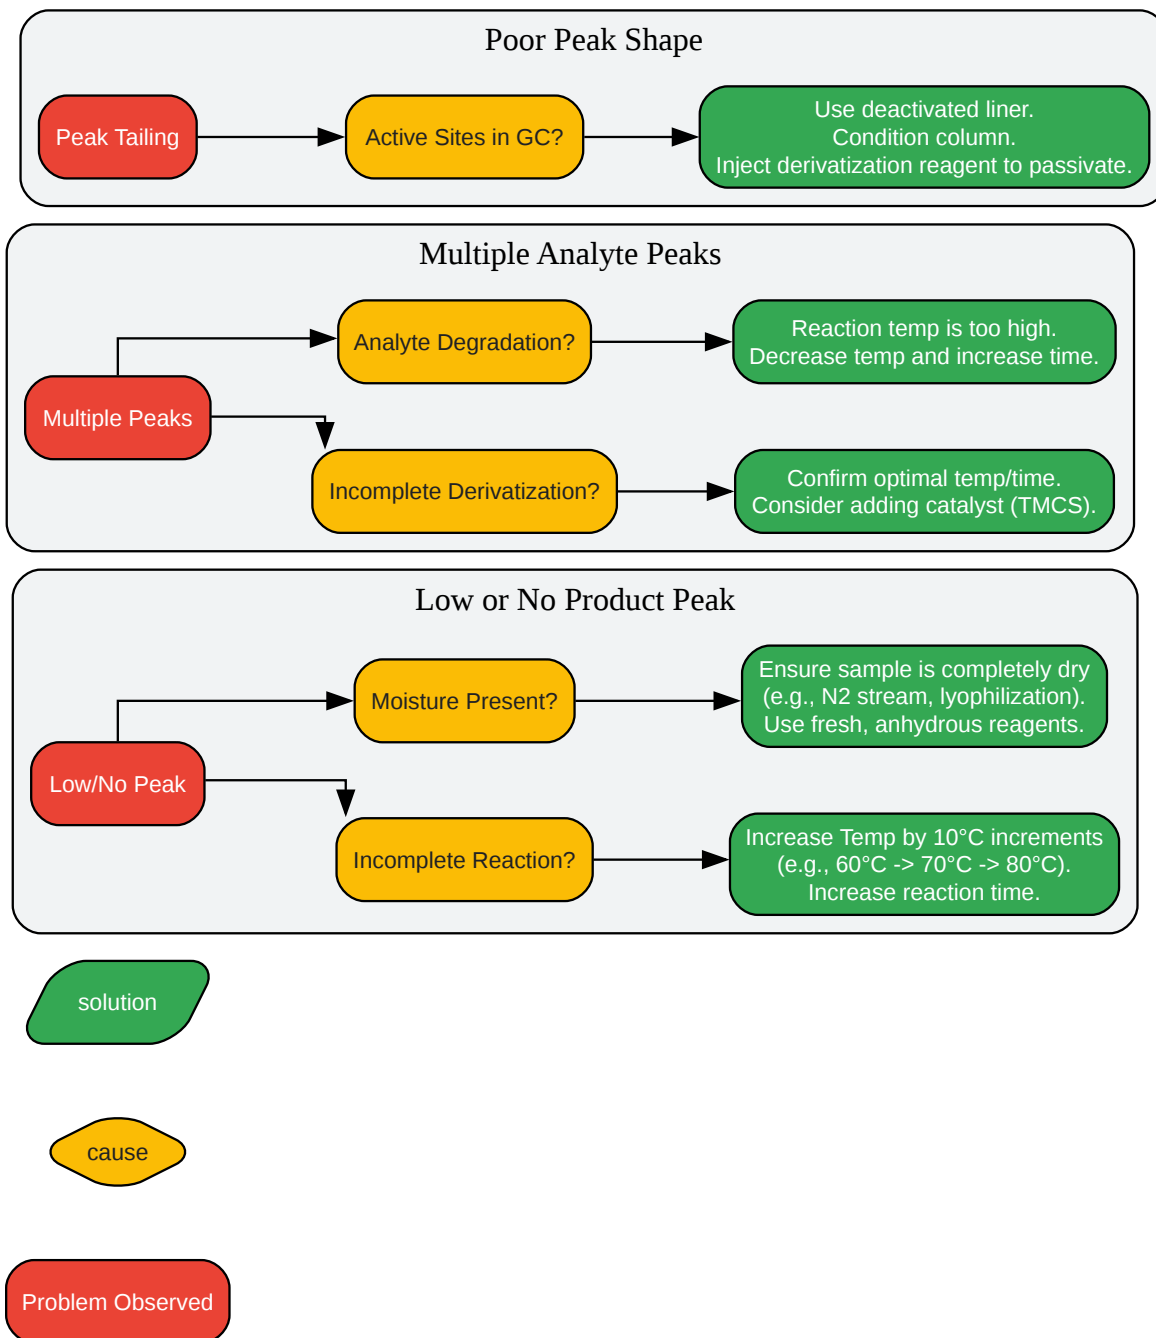 Poor Peak Shape
Peak Tailing
Active Sites in GC?
Use deactivated liner.
Condition column.
Inject derivatization reagent to passivate.
Multiple Analyte Peaks
Multiple Peaks
Analyte Degradation?
Reaction temp is too high.
Decrease temp and increase time.
Incomplete Derivatization?
Confirm optimal temp/time.
Consider adding catalyst (TMCS).
Low or No Product Peak
Low/No Peak
Moisture Present?
Ensure sample is completely dry
(e.g., N2 stream, lyophilization).
Use fresh, anhydrous reagents.
Incomplete Reaction?
Increase Temp by 10°C increments
(e.g., 60°C -> 70°C -> 80°C).
Increase reaction time.
solution
cause
Problem Observed